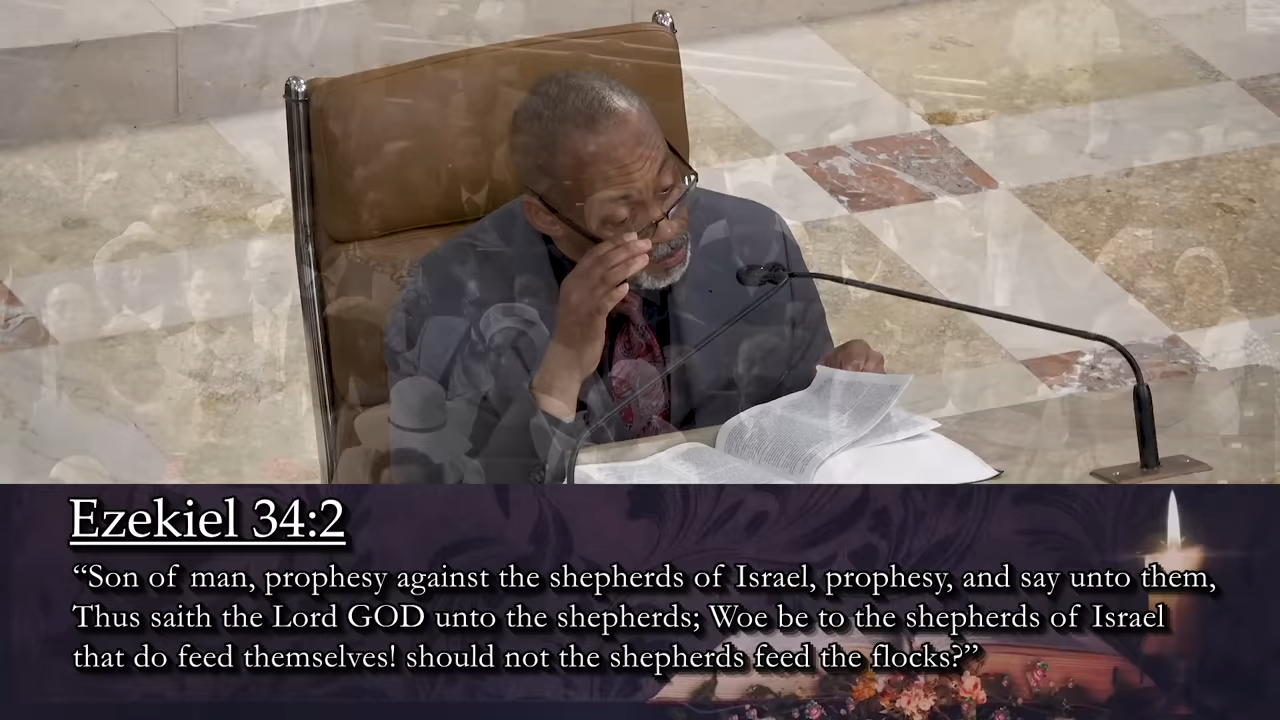 Ezekiel 34:2
“Son of man, prophesy against the shepherds of Israel, prophesy, and say unto them,
Thus saith the Lord GOD unto the shepherds; Woe be to the shepherds of Israel
that do feed themselves! should not the shepherds feed the flocks?”